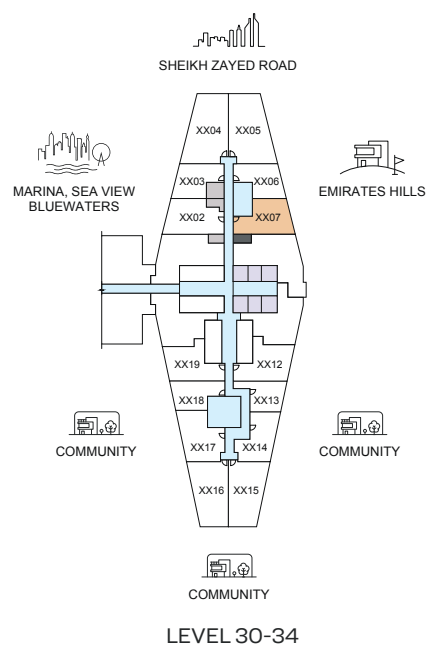 SHEIKH ZAYED ROAD
XX04 XX05
MARINA, SEA VIEW
BLUEWATERS
XX03 XX06
EMIRATES HILLS
XX02 XX07
XX19 XX12
XX18 XX13
COMMUNITY
XX17 XX14
COMMUNITY
XX16 XX15
COMMUNITY
LEVEL 30-34